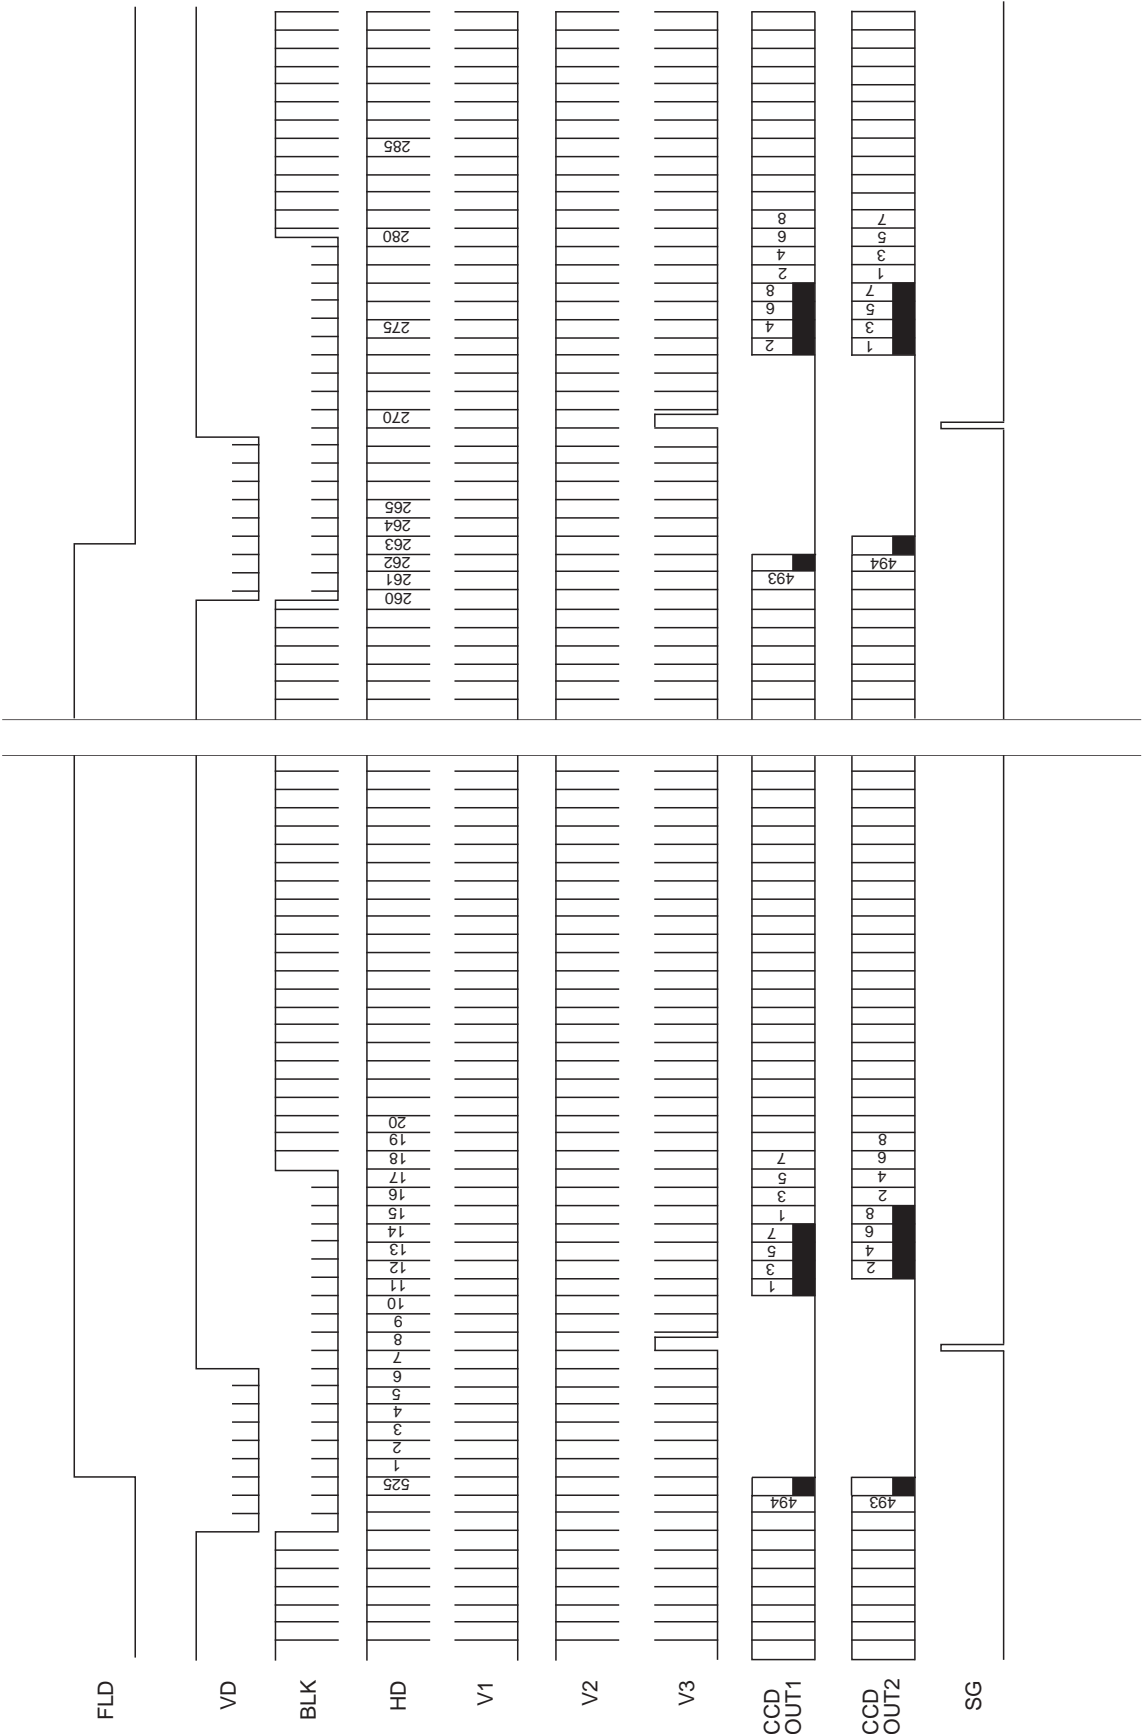 FLD
VD
BLK
HD
525 1 2 3 4 5 6 7 8 9 10 11 12 13 14 15 16 17 18 19 20 260 261 262 263 264 265 270 275 280 285
V1
V2
V3
CCD
OUT1
494 1 3 5 7 1 3 5 7 493 2 4 6 8 2 4 6 8
CCD
OUT2
493 2 4 6 8 2 4 6 8 494 1 3 5 7 1 3 5 7
SG